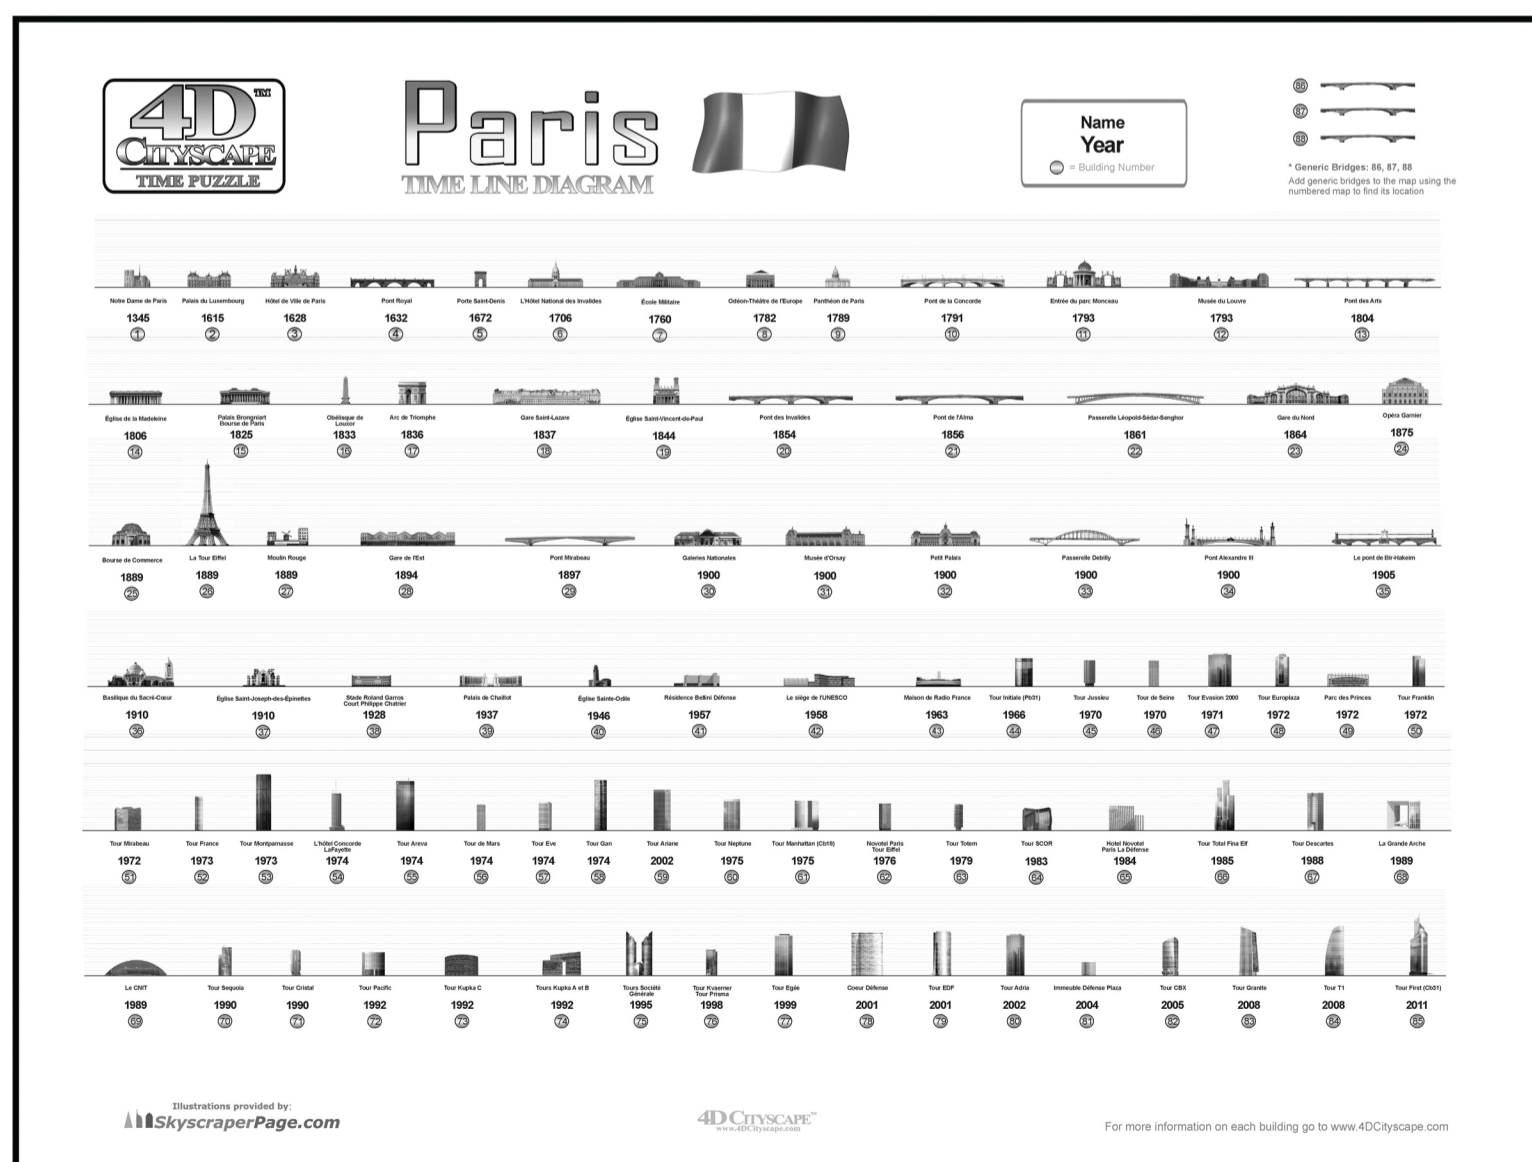 4D™
CITYSCAPE
TIME PUZZLE
Paris
TIME LINE DIAGRAM
Name
Year
= Building Number
86
87
88
* Generic Bridges: 86, 87, 88
Add generic bridges to the map using the
numbered map to find its location
Notre Dame de Paris
1345
1
Palais du Luxembourg
1615
2
Hôtel de Ville de Paris
1628
3
Pont Royal
1632
4
Porte Saint-Denis
1672
5
L'Hôtel National des Invalides
1706
6
École Militaire
1760
7
Odéon-Théâtre de l'Europe
1782
8
Panthéon de Paris
1789
9
Pont de la Concorde
1791
10
Entrée du parc Monceau
1793
11
Musée du Louvre
1793
12
Pont des Arts
1804
13
Église de la Madeleine
1806
14
Palais Brongniart
Bourse de Paris
1825
15
Obélisque de
Louxor
1833
16
Arc de Triomphe
1836
17
Gare Saint-Lazare
1837
18
Église Saint-Vincent-de-Paul
1844
19
Pont des Invalides
1854
20
Pont de l'Alma
1856
21
Passerelle Léopold-Sédar-Senghor
1861
22
Gare du Nord
1864
23
Opéra Garnier
1875
24
Bourse de Commerce
1889
25
La Tour Eiffel
1889
26
Moulin Rouge
1889
27
Gare de l'Est
1894
28
Pont Mirabeau
1897
29
Galeries Nationales
1900
30
Musée d'Orsay
1900
31
Petit Palais
1900
32
Passerelle Debilly
1900
33
Pont Alexandre III
1900
34
Le pont de Bir-Hakeim
1905
35
Basilique du Sacré-Cœur
1910
36
Église Saint-Joseph-des-Épinettes
1910
37
Stade Roland Garros
Court Philippe Chatrier
1928
38
Palais de Chaillot
1937
39
Église Sainte-Odile
1946
40
Résidence Bellini Défense
1957
41
Le siège de l'UNESCO
1958
42
Maison de Radio France
1963
43
Tour Initiale (Pb31)
1966
44
Tour Jussieu
1970
45
Tour de Seine
1970
46
Tour Evasion 2000
1971
47
Tour Europlaza
1972
48
Parc des Princes
1972
49
Tour Franklin
1972
50
Tour Mirabeau
1972
51
Tour France
1973
52
Tour Montparnasse
1973
53
L'hôtel Concorde
LaFayette
1974
54
Tour Areva
1974
55
Tour de Mars
1974
56
Tour Eve
1974
57
Tour Gan
1974
58
Tour Ariane
2002
59
Tour Neptune
1975
60
Tour Manhattan (Cb18)
1975
61
Novotel Paris
Tour Eiffel
1976
62
Tour Totem
1979
63
Tour SCOR
1983
64
Hotel Novotel
Paris La Défense
1984
65
Tour Total Fina Elf
1985
66
Tour Descartes
1988
67
La Grande Arche
1989
68
Le CNIT
1989
69
Tour Sequoia
1990
70
Tour Cristal
1990
71
Tour Pacific
1992
72
Tour Kupka C
1992
73
Tours Kupka A et B
1992
74
Tours Société
Générale
1995
75
Tour Kvaerner
Tour Prisma
1998
76
Tour Egée
1999
77
Coeur Défense
2001
78
Tour EDF
2001
79
Tour Adria
2002
80
Immeuble Défense Plaza
2004
81
Tour CBX
2005
82
Tour Granite
2008
83
Tour T1
2008
84
Tour First (Cb31)
2011
85
Illustrations provided by:
SkyscraperPage.com
4D CITYSCAPE™
www.4DCityscape.com
For more information on each building go to www.4DCityscape.com